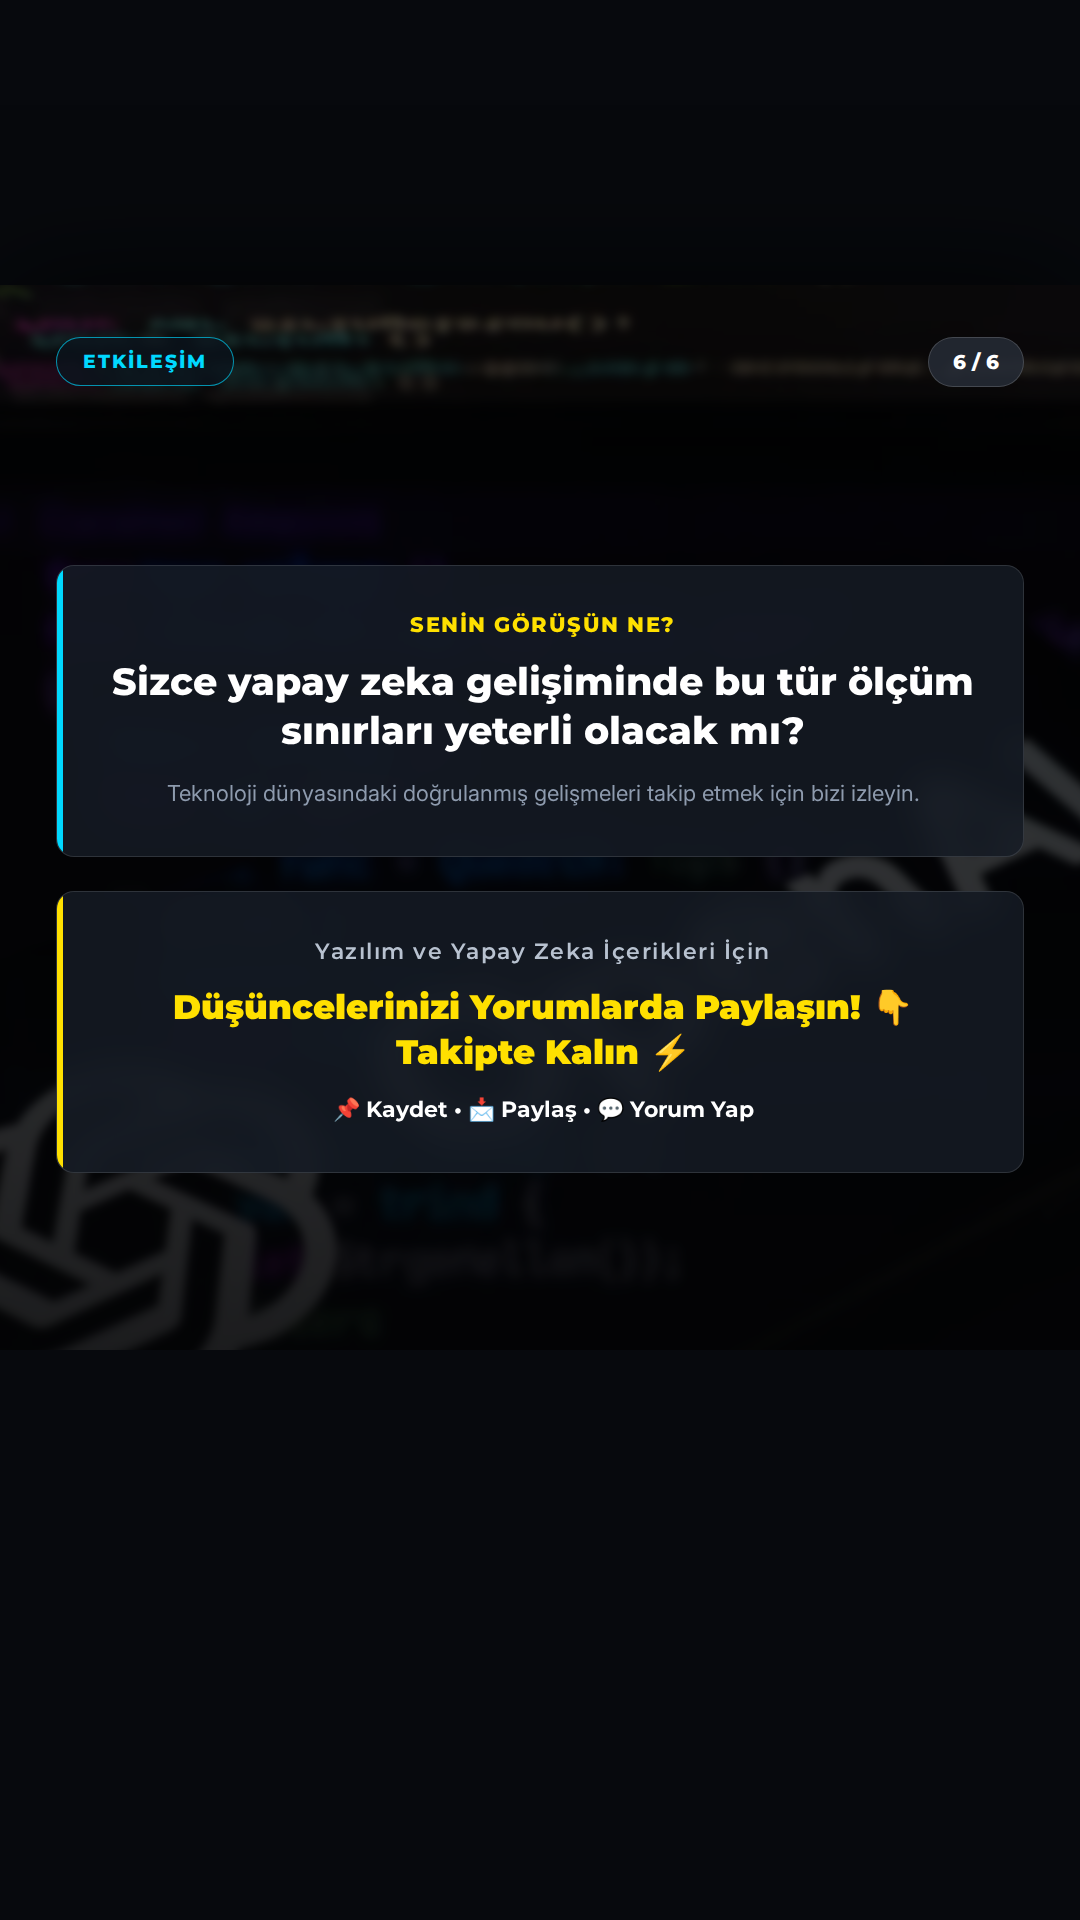 ETKİLEŞİM
6 / 6
SENİN GÖRÜŞÜN NE?
Sizce yapay zeka gelişiminde bu tür ölçüm
sınırları yeterli olacak mı?
Teknoloji dünyasındaki doğrulanmış gelişmeleri takip etmek için bizi izleyin.
Yazılım ve Yapay Zeka İçerikleri İçin
Düşüncelerinizi Yorumlarda Paylaşın! 👇
Takipte Kalın ⚡
📌 Kaydet • 📩 Paylaş • 💬 Yorum Yap